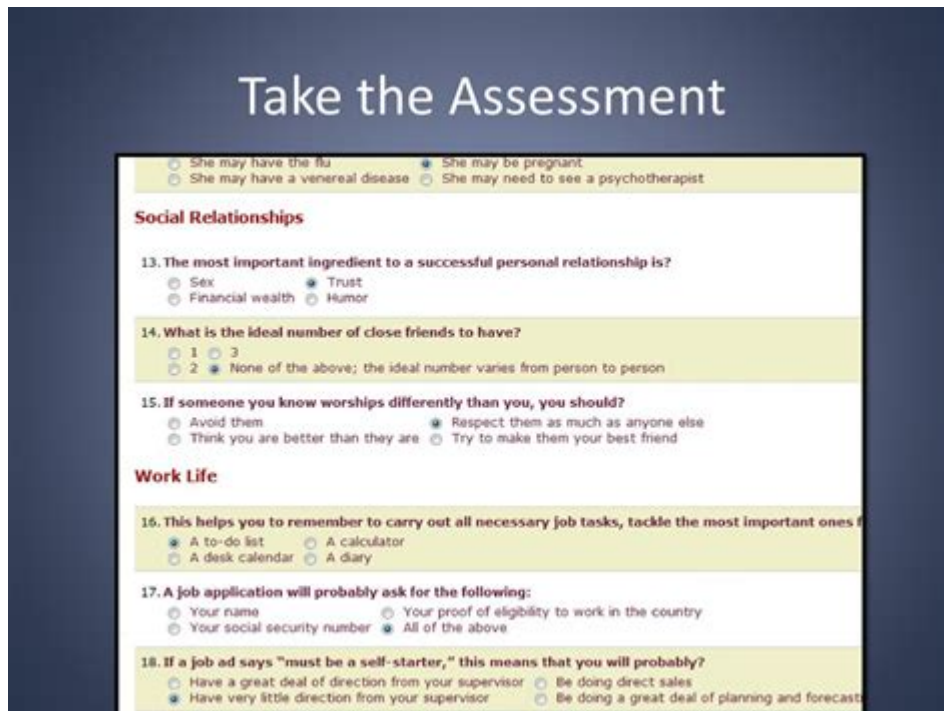 Take the Assessment
She may have the flu She may be pregnant
She may have a venereal disease She may need to see a psychotherapist
Social Relationships
13. The most important ingredient to a successful personal relationship is?
Sex Trust
Financial wealth Humor
14. What is the ideal number of close friends to have?
1 3
2 None of the above; the ideal number varies from person to person
15. If someone you know worships differently than you, you should?
Avoid them Respect them as much as anyone else
Think you are better than they are Try to make them your best friend
Work Life
16. This helps you to remember to carry out all necessary job tasks, tackle the most important ones
A to-do list A calculator
A desk calendar A diary
17. A job application will probably ask for the following:
Your name Your proof of eligibility to work in the country
Your social security number All of the above
18. If a job ad says "must be a self-starter," this means that you will probably?
Have a great deal of direction from your supervisor Be doing direct sales
Have very little direction from your supervisor Be doing a great deal of planning and